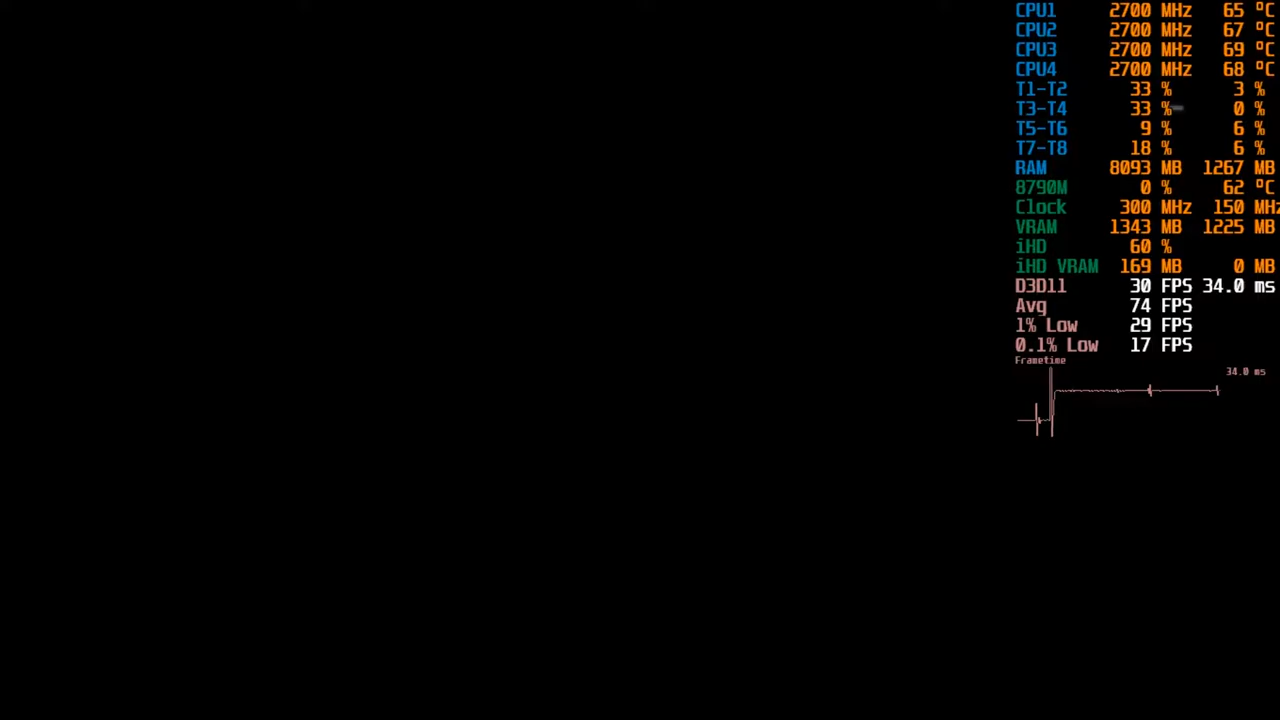 CPU1 2700 MHz 65 °C
CPU2 2700 MHz 67 °C
CPU3 2700 MHz 69 °C
CPU4 2700 MHz 68 °C
T1-T2 33 % 3 %
T3-T4 33 % 0 %
T5-T6 9 % 6 %
T7-T8 18 % 6 %
RAM 8093 MB 1267 MB
8790M 0 % 62 °C
Clock 300 MHz 150 MHz
VRAM 1343 MB 1225 MB
iHD 60 %
iHD VRAM 169 MB 0 MB
D3D11 30 FPS 34.0 ms
Avg 74 FPS
1% Low 29 FPS
0.1% Low 17 FPS
Frametime
34.0 ms